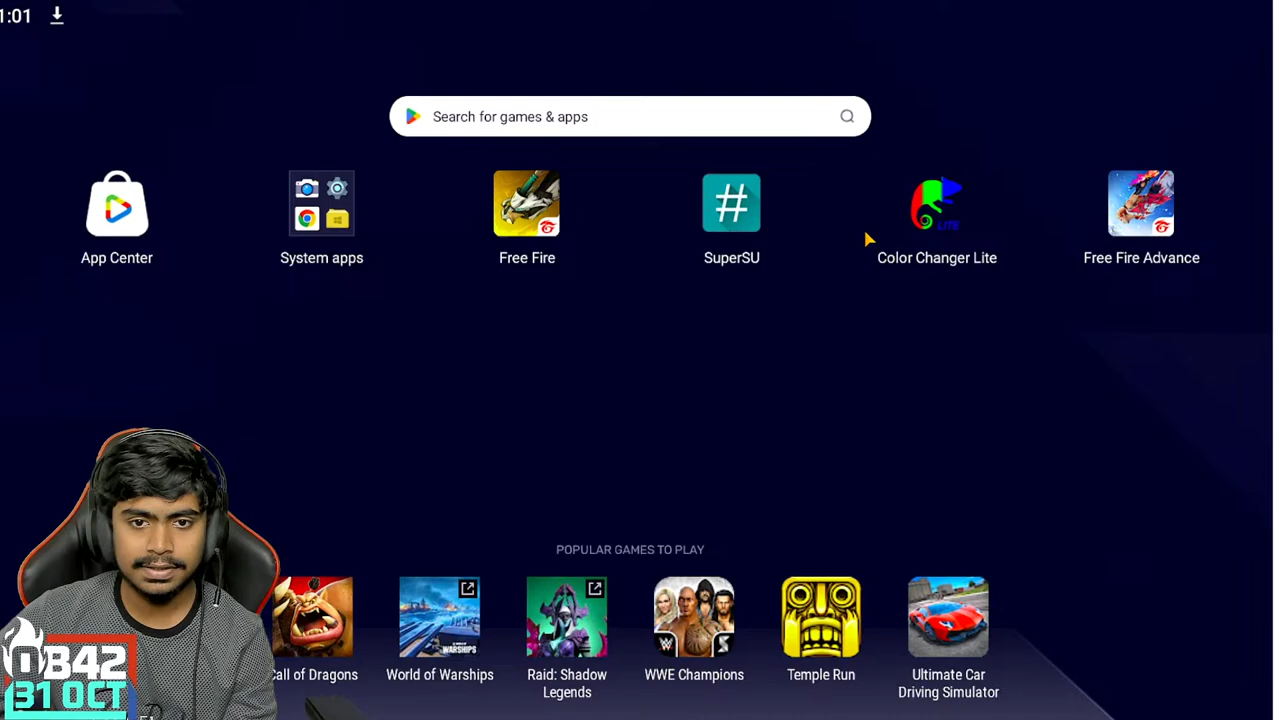 1:01
Search for games & apps
App Center
System apps
Free Fire
SuperSU
LITE
Color Changer Lite
Free Fire Advance
POPULAR GAMES TO PLAY
Call of Dragons
World of Warships
Raid: Shadow
Legends
WWE Champions
Temple Run
Ultimate Car
Driving Simulator
OB42
31 OCT